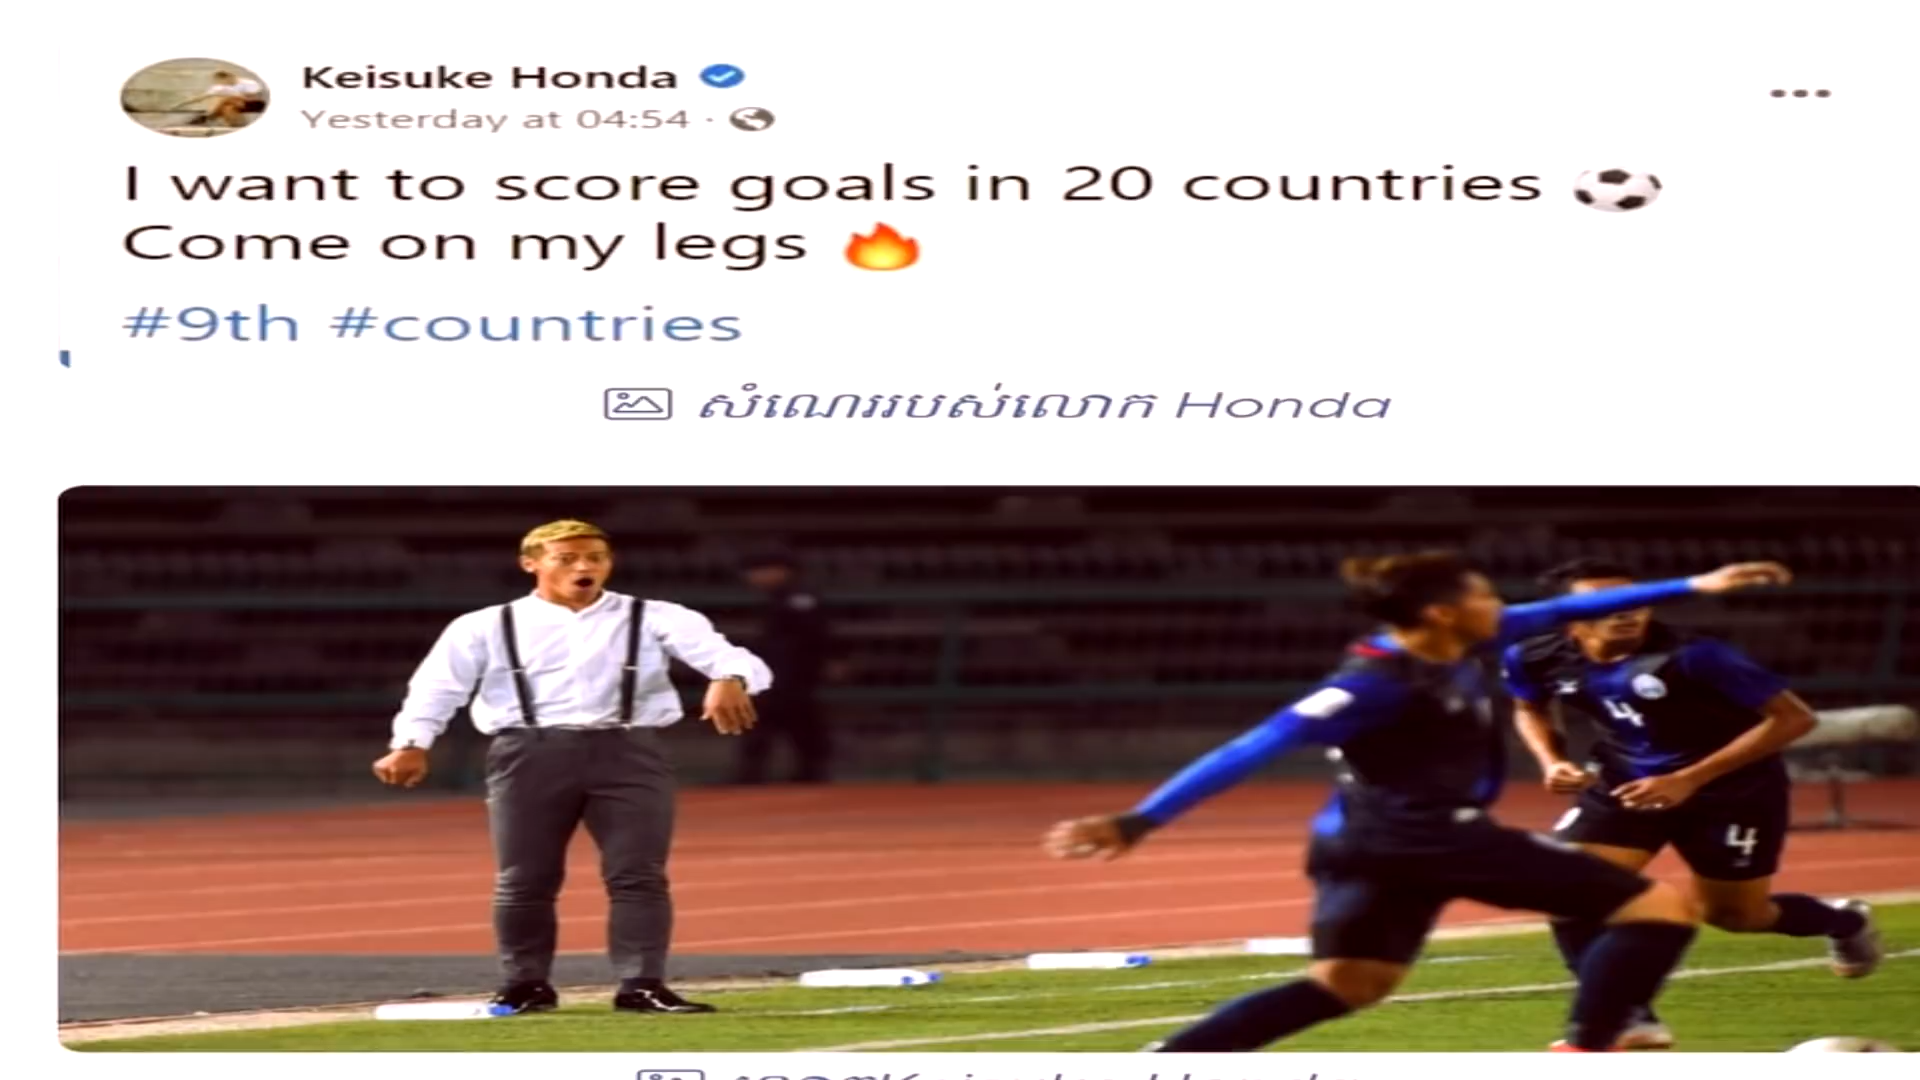 Keisuke Honda
Yesterday at 04:54 ·
I want to score goals in 20 countries ⚽
Come on my legs 🔥
#9th #countries
សំណេររបស់លោក Honda
4
4